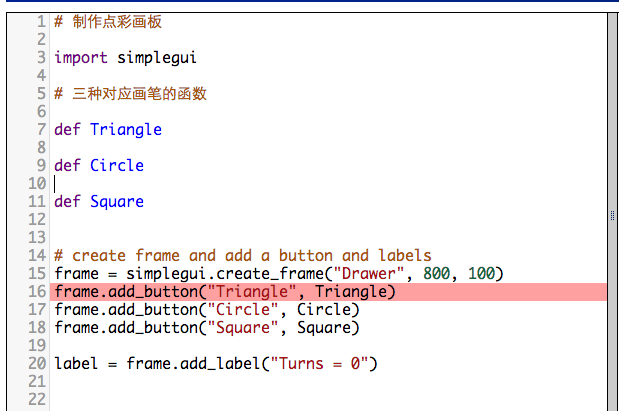 1 # 制作点彩画板
2
3 import simplegui
4
5 # 三种对应画笔的函数
6
7 def Triangle
8
9 def Circle
10
11 def Square
12
13
14 # create frame and add a button and labels
15 frame = simplegui.create_frame("Drawer", 800, 100)
16 frame.add_button("Triangle", Triangle)
17 frame.add_button("Circle", Circle)
18 frame.add_button("Square", Square)
19
20 label = frame.add_label("Turns = 0")
21
22